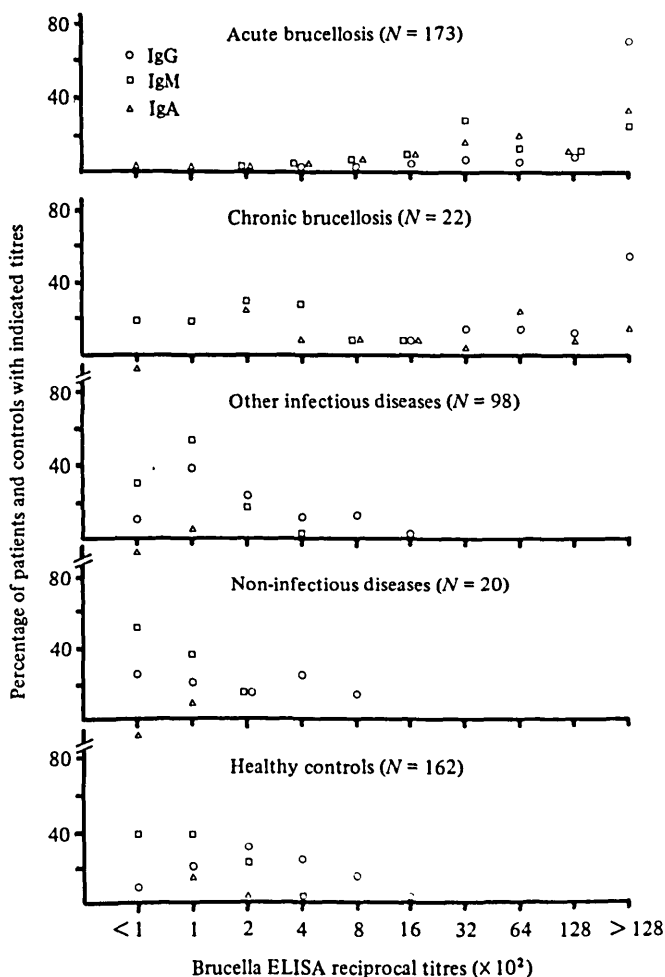 Acute brucellosis (N = 173)
○ IgG
□ IgM
△ IgA
80
40
Chronic brucellosis (N = 22)
80
40
Other infectious diseases (N = 98)
80
40
Non-infectious diseases (N = 20)
80
40
Healthy controls (N = 162)
80
40
<1 1 2 4 8 16 32 64 128 >128
Brucella ELISA reciprocal titres (×10²)
Percentage of patients and controls with indicated titres